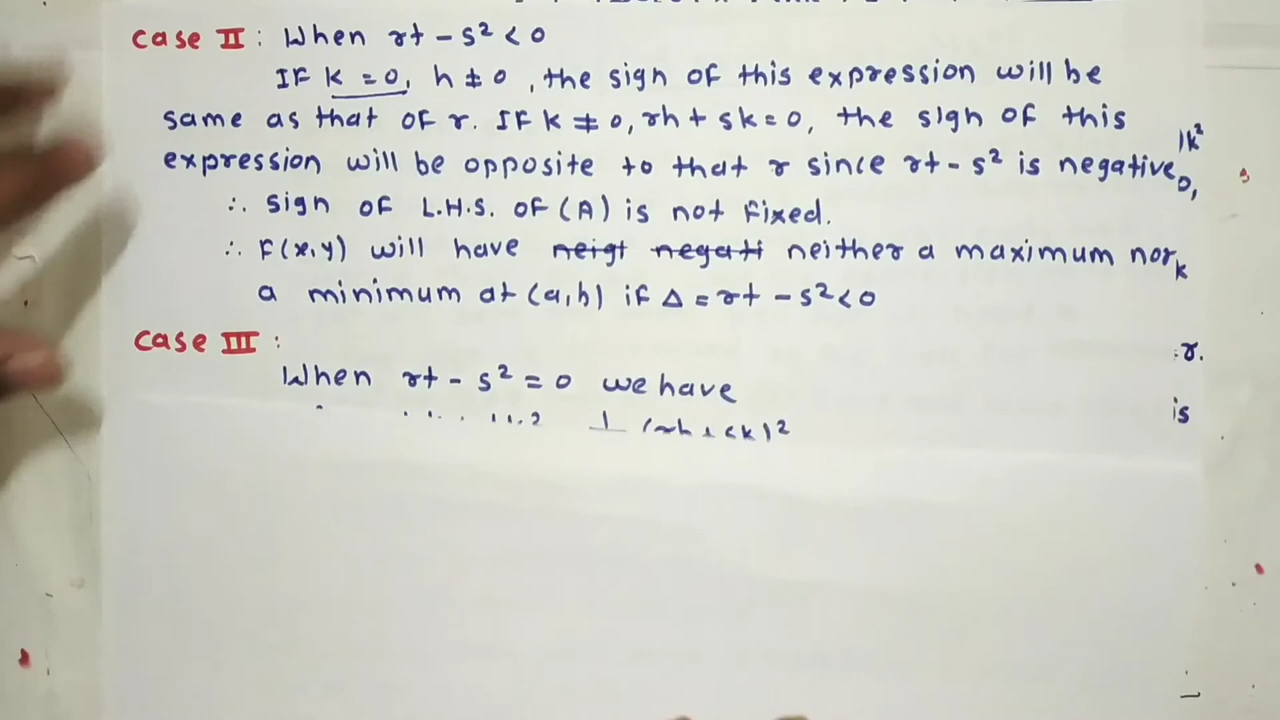 Case II : When rt - s² < 0
IF k = 0, h ≠ 0, the sign of this expression will be
same as that of r. IF k ≠ 0, rh + sk = 0, the sign of this
expression will be opposite to that r since rt - s² is negative
∴ sign of L.H.S. of (A) is not fixed.
∴ F(x,y) will have neigt negati neither a maximum nor
a minimum at (a,b) if Δ = rt - s² < 0
Case III :
When rt - s² = 0 we have
k²
0,
k
r.
is